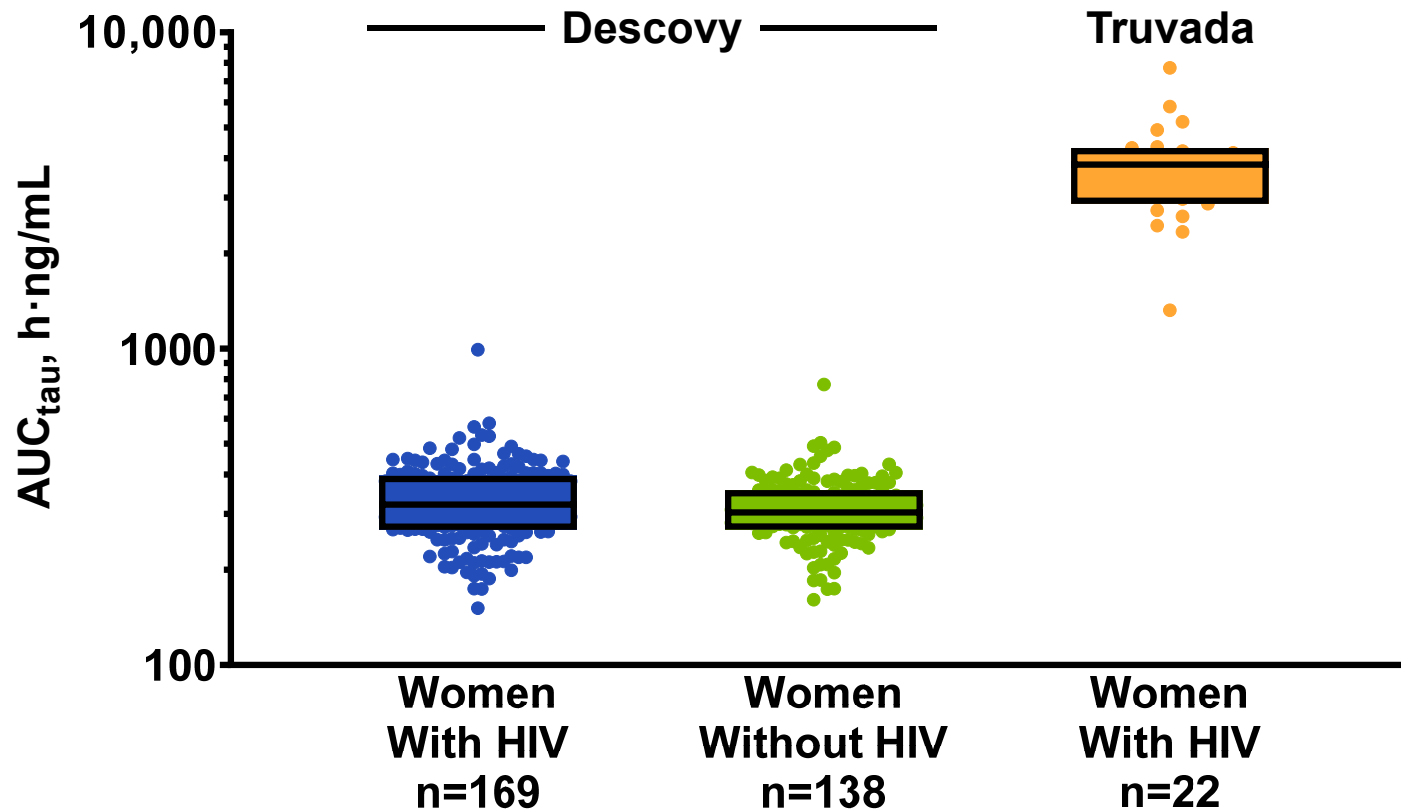 Descovy
Truvada
10,000
1000
100
AUCtau, h·ng/mL
Women
With HIV
n=169
Women
Without HIV
n=138
Women
With HIV
n=22